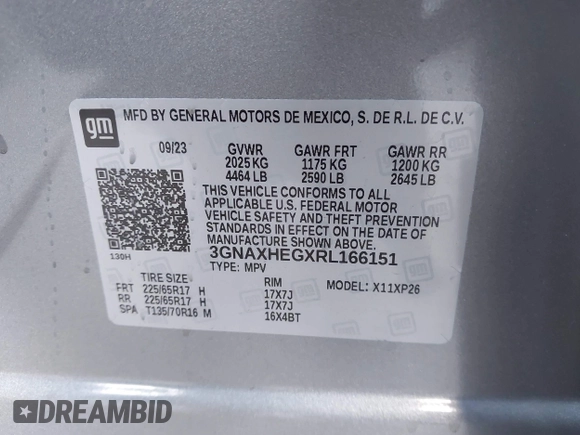 gm
MFD BY GENERAL MOTORS DE MEXICO, S. DE R.L. DE C.V.
09/23 GVWR GAWR FRT GAWR RR
2025 KG 1175 KG 1200 KG
4464 LB 2590 LB 2645 LB
THIS VEHICLE CONFORMS TO ALL
APPLICABLE U.S. FEDERAL MOTOR
VEHICLE SAFETY AND THEFT PREVENTION
STANDARDS IN EFFECT ON THE DATE OF
MANUFACTURE SHOWN ABOVE.
130H 3GNAXHEGXRL166151
TYPE: MPV
TIRE SIZE RIM MODEL: X11XP26
FRT 225/65R17 H 17X7J
RR 225/65R17 H 17X7J
SPA T135/70R16 M 16X4BT
DREAMBID